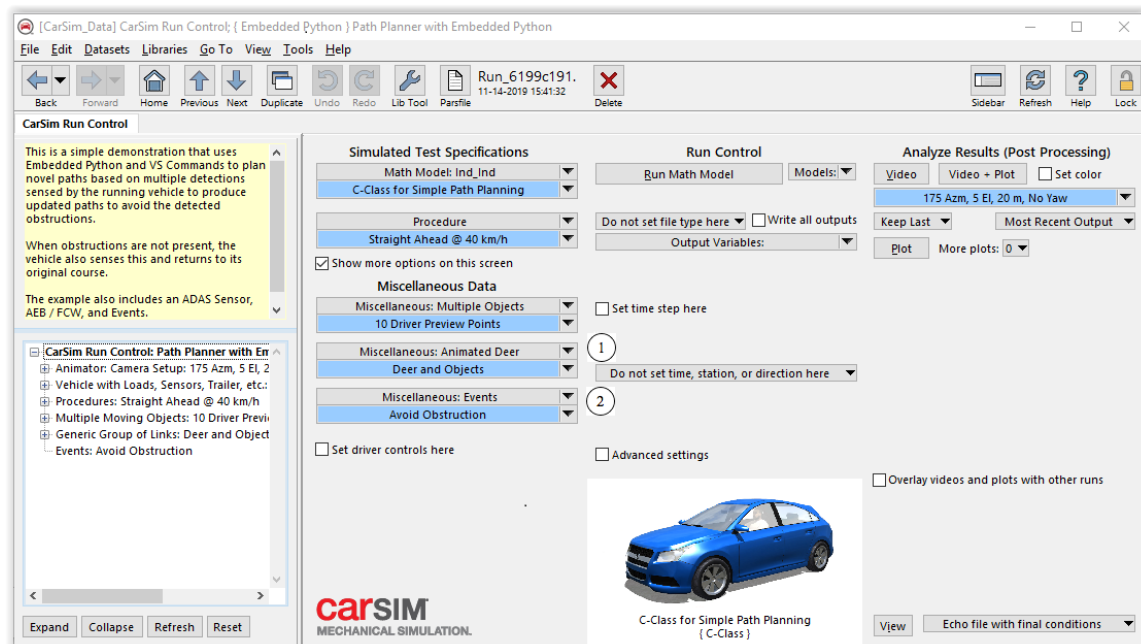 [CarSim_Data] CarSim Run Control; { Embedded Python } Path Planner with Embedded Python
File Edit Datasets Libraries Go To View Tools Help
Back Forward Home Previous Next Duplicate Undo Redo Lib Tool Parsfile
Run_6199c191.
11-14-2019 15:41:32
Delete Sidebar Refresh Help Lock
CarSim Run Control
This is a simple demonstration that uses
Embedded Python and VS Commands to plan
novel paths based on multiple detections
sensed by the running vehicle to produce
updated paths to avoid the detected
obstructions.
When obstructions are not present, the
vehicle also senses this and returns to its
original course.
The example also includes an ADAS Sensor,
AEB / FCW, and Events.
CarSim Run Control: Path Planner with Em
Animator: Camera Setup: 175 Azm, 5 El, 2
Vehicle with Loads, Sensors, Trailer, etc.:
Procedures: Straight Ahead @ 40 km/h
Multiple Moving Objects: 10 Driver Previ
Generic Group of Links: Deer and Object
Events: Avoid Obstruction
Expand Collapse Refresh Reset
Simulated Test Specifications
Math Model: Ind_Ind
C-Class for Simple Path Planning
Procedure
Straight Ahead @ 40 km/h
Show more options on this screen
Miscellaneous Data
Miscellaneous: Multiple Objects
10 Driver Preview Points
Miscellaneous: Animated Deer
Deer and Objects
Miscellaneous: Events
Avoid Obstruction
Set driver controls here
carSIM
MECHANICAL SIMULATION.
Run Control
Run Math Model Models:
Do not set file type here Write all outputs
Output Variables:
Set time step here
1
Do not set time, station, or direction here
2
Advanced settings
C-Class for Simple Path Planning
{ C-Class }
Analyze Results (Post Processing)
Video Video + Plot Set color
175 Azm, 5 El, 20 m, No Yaw
Keep Last Most Recent Output
Plot More plots: 0
Overlay videos and plots with other runs
View Echo file with final conditions